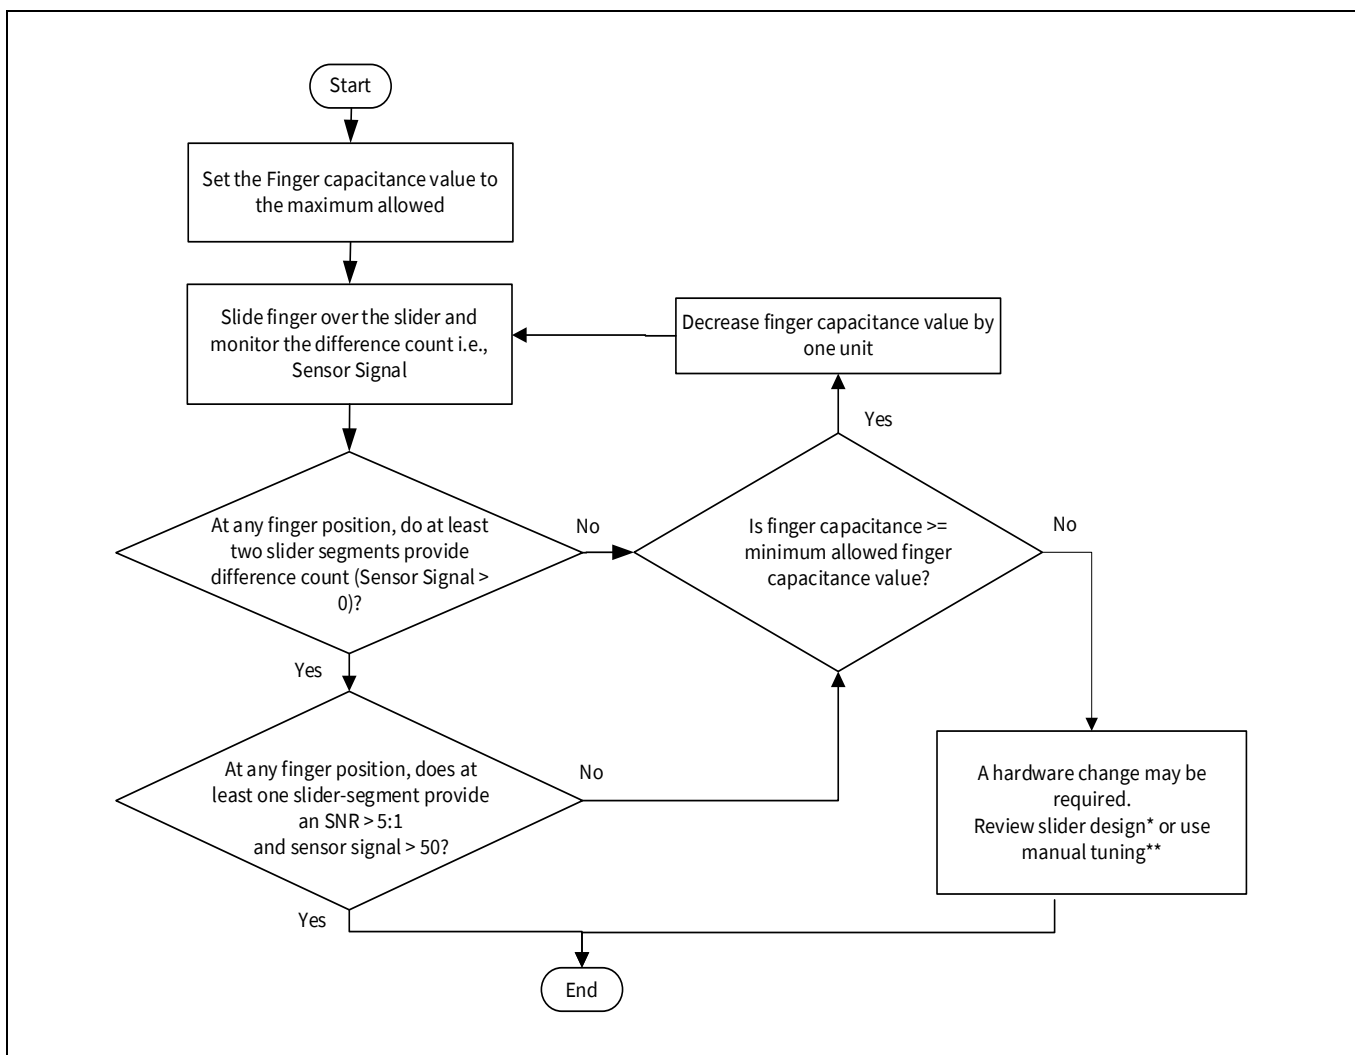 Start
Set the Finger capacitance value to
the maximum allowed
Slide finger over the slider and
monitor the difference count i.e.,
Sensor Signal
Decrease finger capacitance value by
one unit
Yes
At any finger position, do at least
two slider segments provide
difference count (Sensor Signal >
0)?
No
Is finger capacitance >=
minimum allowed finger
capacitance value?
No
Yes
At any finger position, does at
least one slider-segment provide
an SNR > 5:1
and sensor signal > 50?
No
A hardware change may be
required.
Review slider design* or use
manual tuning**
Yes
End